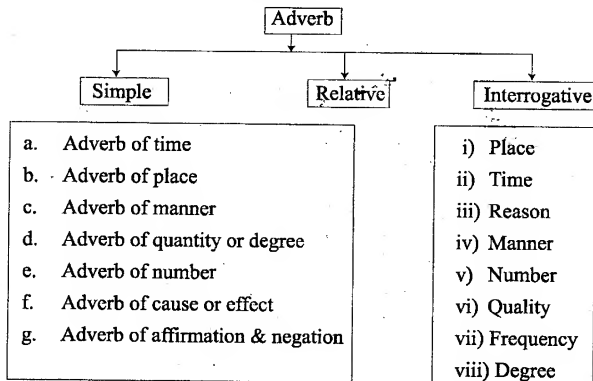 Adverb
Simple
Relative
Interrogative
a. Adverb of time
b. Adverb of place
c. Adverb of manner
d. Adverb of quantity or degree
e. Adverb of number
f. Adverb of cause or effect
g. Adverb of affirmation & negation
i) Place
ii) Time
iii) Reason
iv) Manner
v) Number
vi) Quality
vii) Frequency
viii) Degree